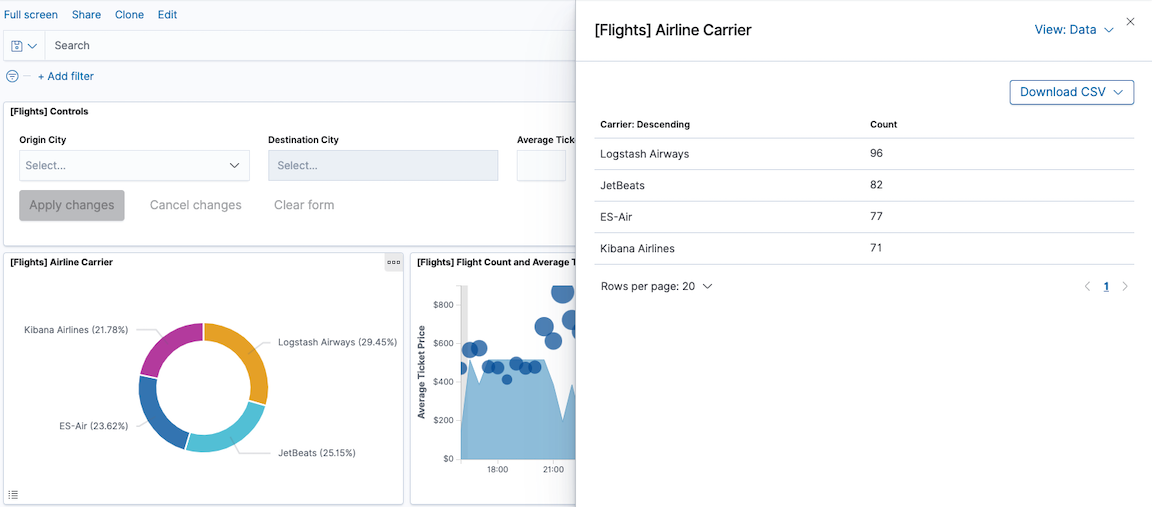 Full screen Share Clone Edit
Search
+ Add filter
[Flights] Controls
Origin City
Select...
Destination City
Select...
Average Tick
Apply changes Cancel changes Clear form
[Flights] Airline Carrier
Kibana Airlines (21.78%)
Logstash Airways (29.45%)
ES-Air (23.62%)
JetBeats (25.15%)
[Flights] Flight Count and Average T
Average Ticket Price
$800
$600
$400
$200
$0
18:00 21:00
[Flights] Airline Carrier
View: Data
Download CSV
Carrier: Descending Count
Logstash Airways 96
JetBeats 82
ES-Air 77
Kibana Airlines 71
Rows per page: 20
1